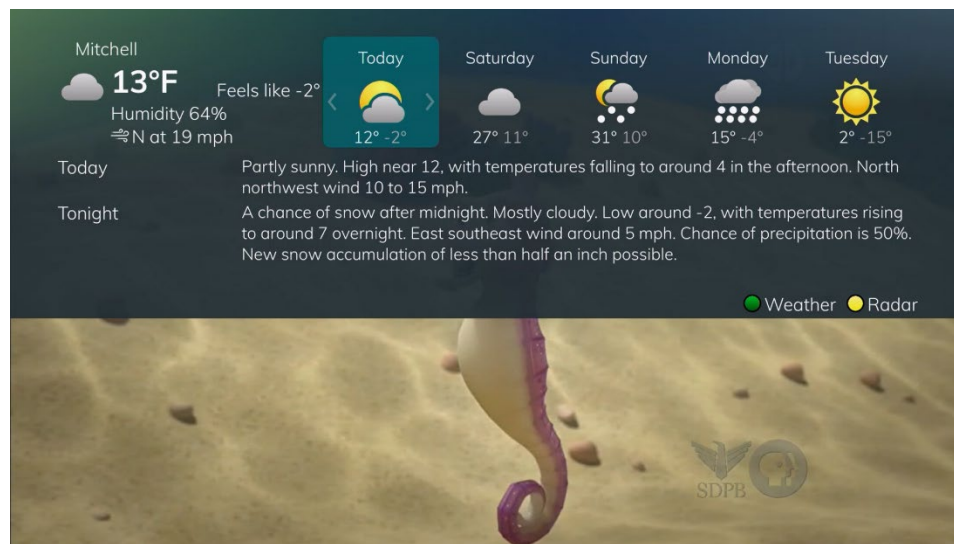 Mitchell
13°F
Feels like -2°
Humidity 64%
N at 19 mph
Today
12° -2°
Saturday
27° 11°
Sunday
31° 10°
Monday
15° -4°
Tuesday
2° -15°
Today
Partly sunny. High near 12, with temperatures falling to around 4 in the afternoon. North
northwest wind 10 to 15 mph.
Tonight
A chance of snow after midnight. Mostly cloudy. Low around -2, with temperatures rising
to around 7 overnight. East southeast wind around 5 mph. Chance of precipitation is 50%.
New snow accumulation of less than half an inch possible.
Weather
Radar
SDPB